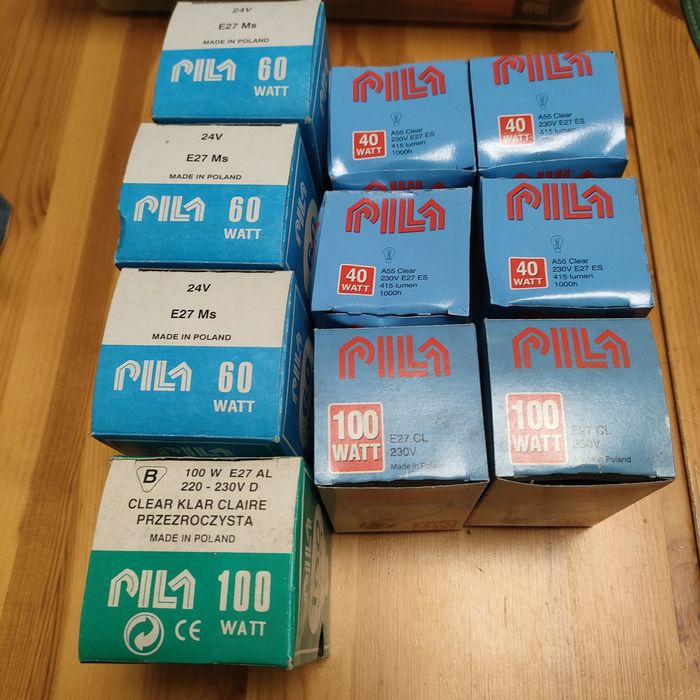 24V
E27 Ms
MADE IN POLAND
PILA 60
WATT
24V
E27 Ms
MADE IN POLAND
PILA 60
WATT
24V
E27 Ms
MADE IN POLAND
PILA 60
WATT
B
100 W E27 AL
220 - 230V D
CLEAR KLAR CLAIRE
PRZEZROCZYSTA
MADE IN POLAND
PILA 100
CE WATT
PILA
40
WATT
A55 Clear
230V E27 ES
415 lumen
1000h
PILA
40
WATT
A55 Clear
230V E27 ES
415 lumen
1000h
PILA
40
WATT
A55 Clear
230V E27 ES
415 lumen
1000h
PILA
40
WATT
A55 Clear
230V E27 ES
415 lumen
1000h
PILA
100
WATT
E27 CL
230V
Made in Poland
PILA
100
WATT
E27 CL
230V
Made in Poland